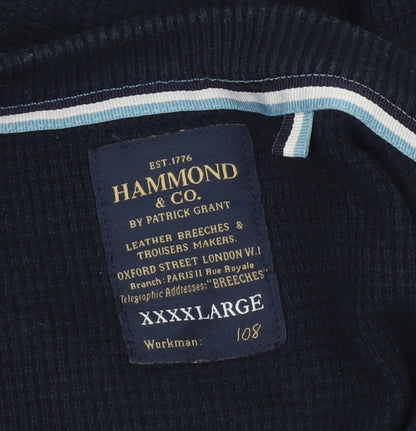 EST. 1776
HAMMOND
& CO.
BY PATRICK GRANT
LEATHER BREECHES &
TROUSERS MAKERS.
OXFORD STREET LONDON W.1
Branch: PARIS 11 Rue Royale
Telegraphic Addresses: "BREECHES"
XXXXLARGE
Workman: 108